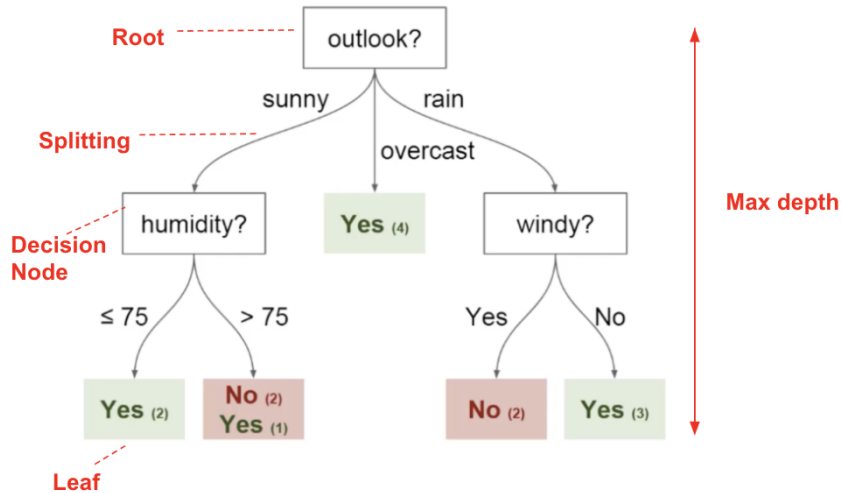 Root
outlook?
sunny
rain
Splitting
overcast
Max depth
humidity?
Yes (4)
windy?
Decision
Node
≤ 75
> 75
Yes
No
Yes (2)
No (2)
Yes (1)
No (2)
Yes (3)
Leaf